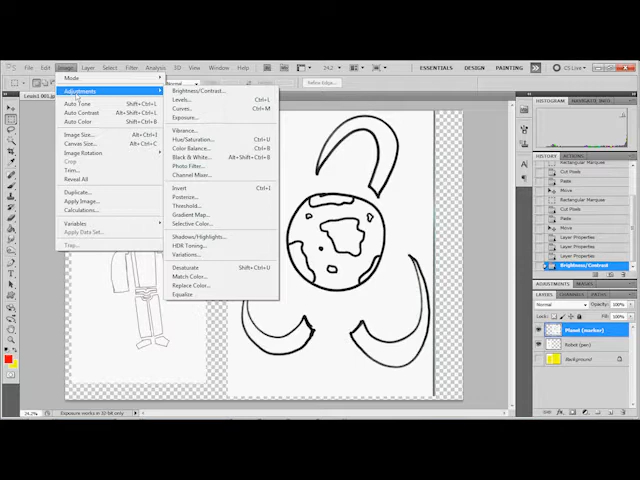 File Edit Image Layer Select Filter Analysis 3D View Window Help
24.2
ESSENTIALS DESIGN PAINTING CS Live
Refine Edge...
Mode
Adjustments
Auto Tone Shift+Ctrl+L
Auto Contrast Alt+Shift+Ctrl+L
Auto Color Shift+Ctrl+B
Image Size... Alt+Ctrl+I
Canvas Size... Alt+Ctrl+C
Image Rotation
Crop
Trim...
Reveal All
Duplicate...
Apply Image...
Calculations...
Variables
Apply Data Set...
Trap...
Brightness/Contrast...
Levels... Ctrl+L
Curves... Ctrl+M
Exposure...
Vibrance...
Hue/Saturation... Ctrl+U
Color Balance... Ctrl+B
Black & White... Alt+Shift+Ctrl+B
Photo Filter...
Channel Mixer...
Invert Ctrl+I
Posterize...
Threshold...
Gradient Map...
Selective Color...
Shadows/Highlights...
HDR Toning...
Variations...
Desaturate Shift+Ctrl+U
Match Color...
Replace Color...
Equalize
HISTOGRAM NAVIGATOR INFO
HISTORY ACTIONS
Rectangular Marquee
Cut Pixels
Paste
Move
Rectangular Marquee
Cut Pixels
Paste
Move
Layer Properties
Layer Properties
Brightness/Contrast
ADJUSTMENTS MASKS
LAYERS CHANNELS PATHS
Normal Opacity: 100%
Lock: Fill: 100%
Planet (marker)
Robot (pen)
Background
24.2% Exposure works in 32-bit only